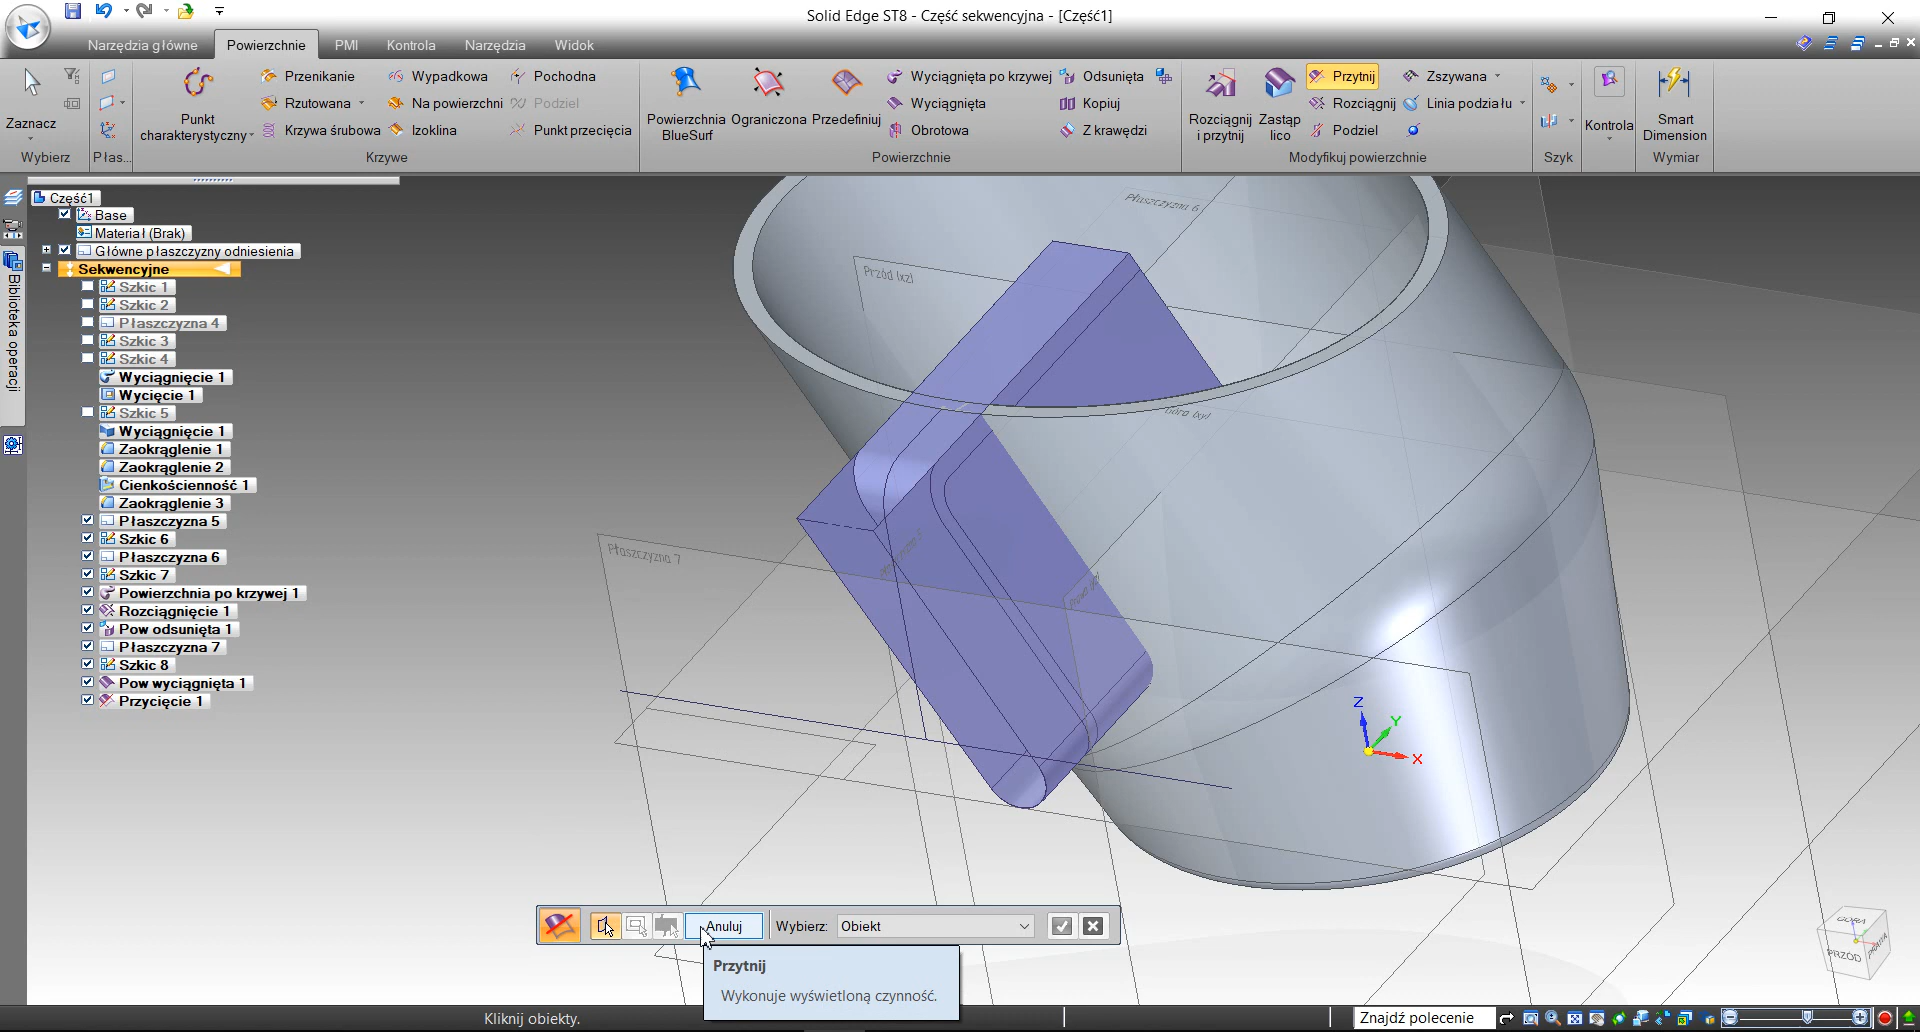 Solid Edge ST8 - Część sekwencyjna - [Część1]
Narzędzia główne
Powierzchnie
PMI
Kontrola
Narzędzia
Widok
Zaznacz
Wybierz
Płas...
Punkt charakterystyczny
Przenikanie
Rzutowana
Krzywa śrubowa
Wypadkowa
Na powierzchni
Izoklina
Pochodna
Podziel
Punkt przecięcia
Krzywe
Powierzchnia BlueSurf
Ograniczona
Przedefiniuj
Wyciągnięta po krzywej
Wyciągnięta
Obrotowa
Odsunięta
Kopiuj
Z krawędzi
Powierzchnie
Rozciągnij i przytnij
Zastąp lico
Przytnij
Rozciągnij
Podziel
Zszywana
Linia podziału
Modyfikuj powierzchnie
Szyk
Kontrola
Smart Dimension
Wymiar
Biblioteka operacji
Część1
Base
Materiał (Brak)
Główne płaszczyzny odniesienia
Sekwencyjne
Szkic 1
Szkic 2
Płaszczyzna 4
Szkic 3
Szkic 4
Wyciągnięcie 1
Wycięcie 1
Szkic 5
Wyciągnięcie 1
Zaokrąglenie 1
Zaokrąglenie 2
Cienkościenność 1
Zaokrąglenie 3
Płaszczyzna 5
Szkic 6
Płaszczyzna 6
Szkic 7
Powierzchnia po krzywej 1
Rozciągnięcie 1
Pow odsunięta 1
Płaszczyzna 7
Szkic 8
Pow wyciągnięta 1
Przycięcie 1
Płaszczyzna 6
Przód (xz)
Góra (xy)
Płaszczyzna 7
Z
Y
X
GÓRA
PRZÓD
PRAWA
Anuluj
Wybierz:
Obiekt
Przytnij
Wykonuje wyświetloną czynność.
Kliknij obiekty.
Znajdź polecenie